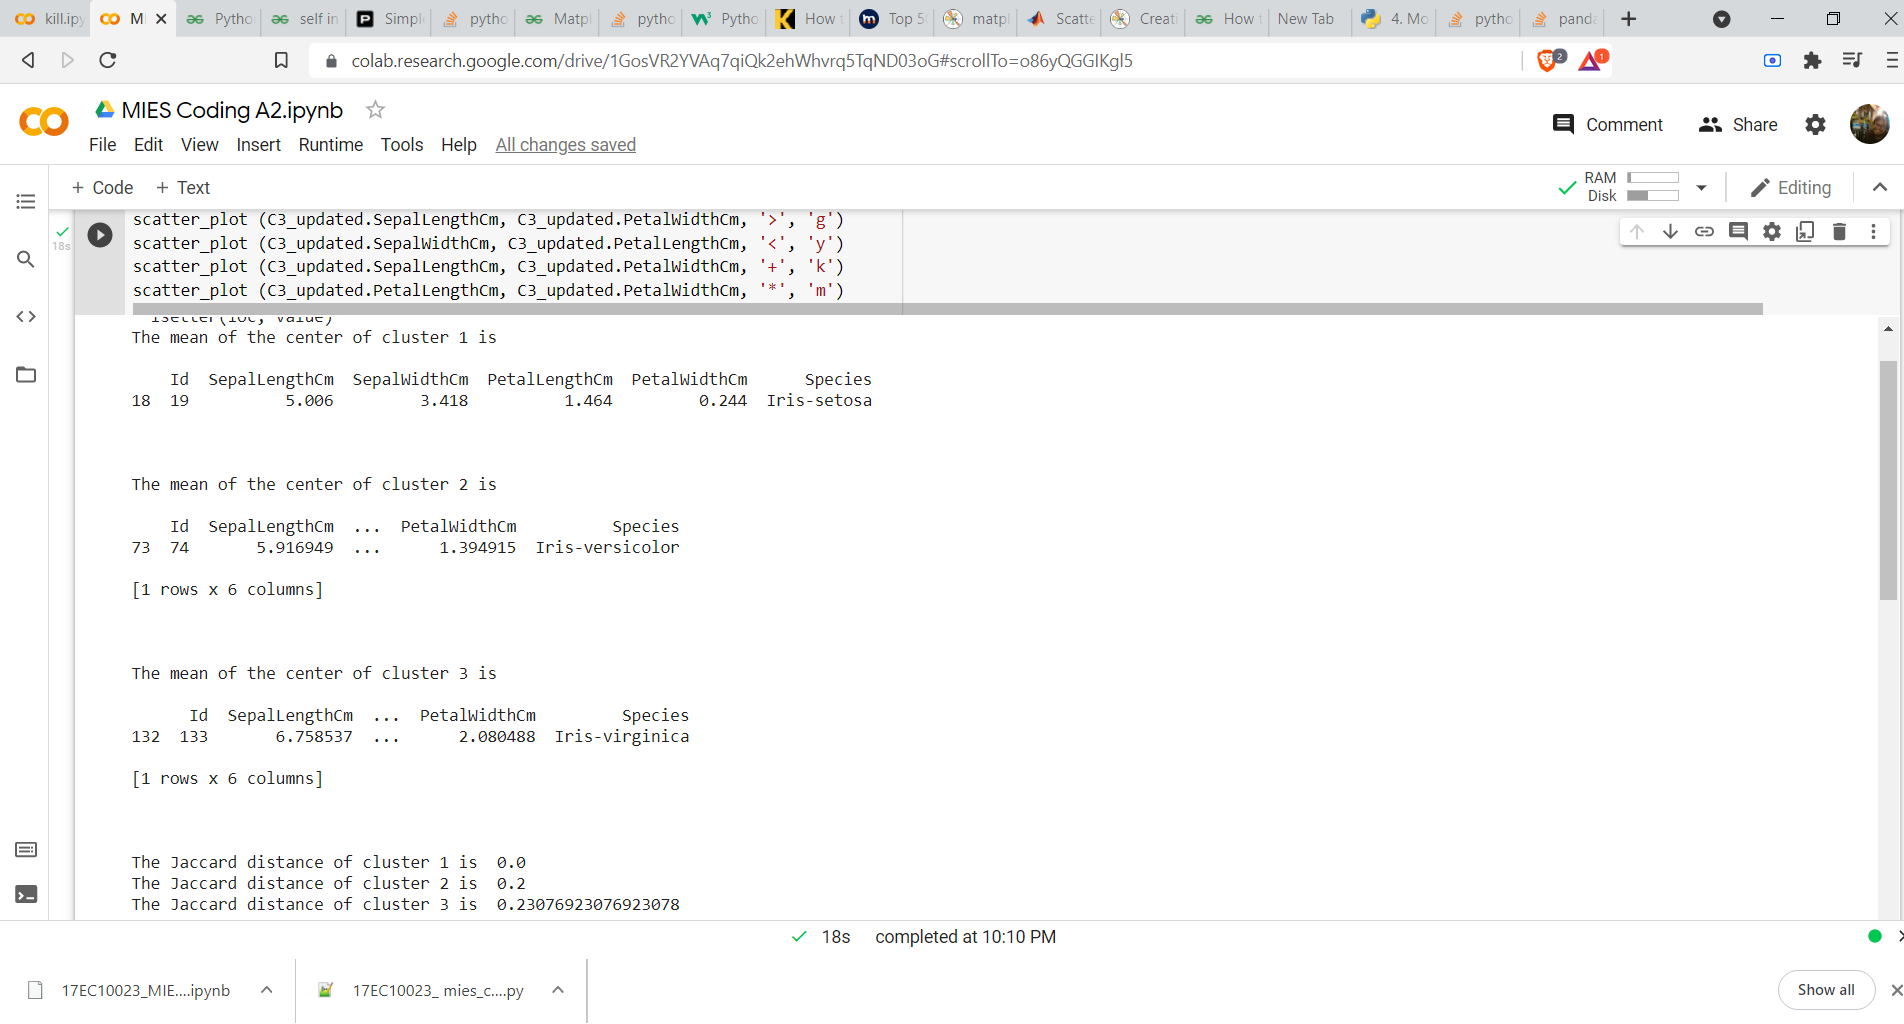 kill.ipy
MI
Pytho
self in
Simpl
pytho
Matpl
pytho
Pytho
How t
Top 5
matpl
Scatte
Creati
How t
New Tab
4. Mo
pytho
panda
colab.research.google.com/drive/1GosVR2YVAq7qiQk2ehWhvrq5TqND03oG#scrollTo=o86yQGGIKgl5
2
1
MIES Coding A2.ipynb
File Edit View Insert Runtime Tools Help All changes saved
Comment
Share
+ Code + Text
RAM
Disk
Editing
18s
scatter_plot (C3_updated.SepalLengthCm, C3_updated.PetalWidthCm, '>', 'g')
scatter_plot (C3_updated.SepalWidthCm, C3_updated.PetalLengthCm, '<', 'y')
scatter_plot (C3_updated.SepalLengthCm, C3_updated.PetalWidthCm, '+', 'k')
scatter_plot (C3_updated.PetalLengthCm, C3_updated.PetalWidthCm, '*', 'm')
isetter(loc, value)
The mean of the center of cluster 1 is
Id SepalLengthCm SepalWidthCm PetalLengthCm PetalWidthCm Species
18 19 5.006 3.418 1.464 0.244 Iris-setosa
The mean of the center of cluster 2 is
Id SepalLengthCm ... PetalWidthCm Species
73 74 5.916949 ... 1.394915 Iris-versicolor
[1 rows x 6 columns]
The mean of the center of cluster 3 is
Id SepalLengthCm ... PetalWidthCm Species
132 133 6.758537 ... 2.080488 Iris-virginica
[1 rows x 6 columns]
The Jaccard distance of cluster 1 is 0.0
The Jaccard distance of cluster 2 is 0.2
The Jaccard distance of cluster 3 is 0.23076923076923078
18s completed at 10:10 PM
17EC10023_MIE....ipynb
17EC10023_ mies_c....py
Show all